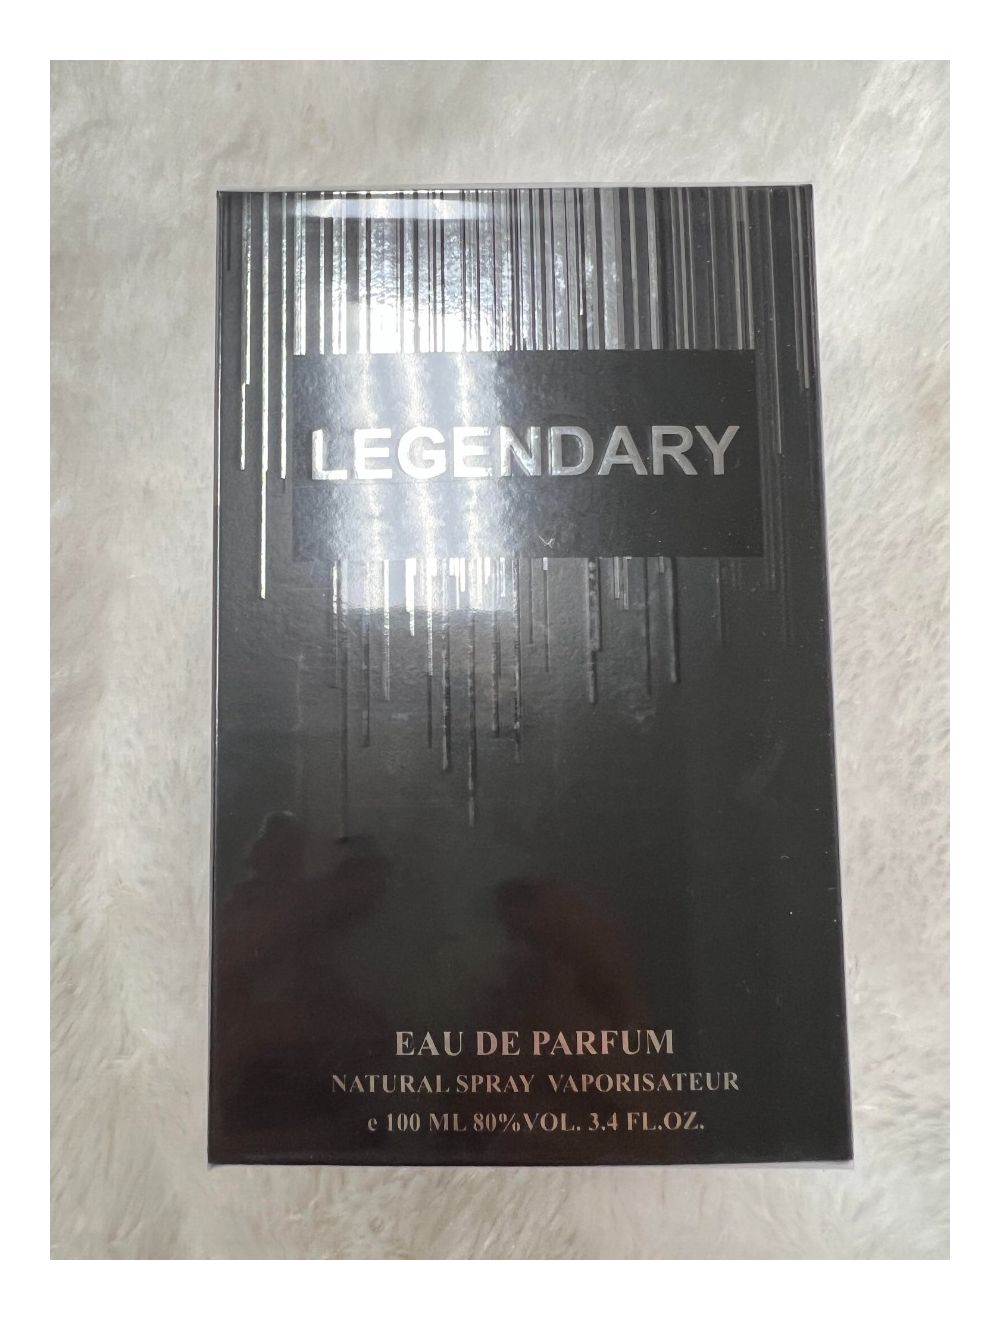 LEGENDARY
EAU DE PARFUM
NATURAL SPRAY VAPORISATEUR
e 100 ML 80%VOL. 3.4 FL.OZ.